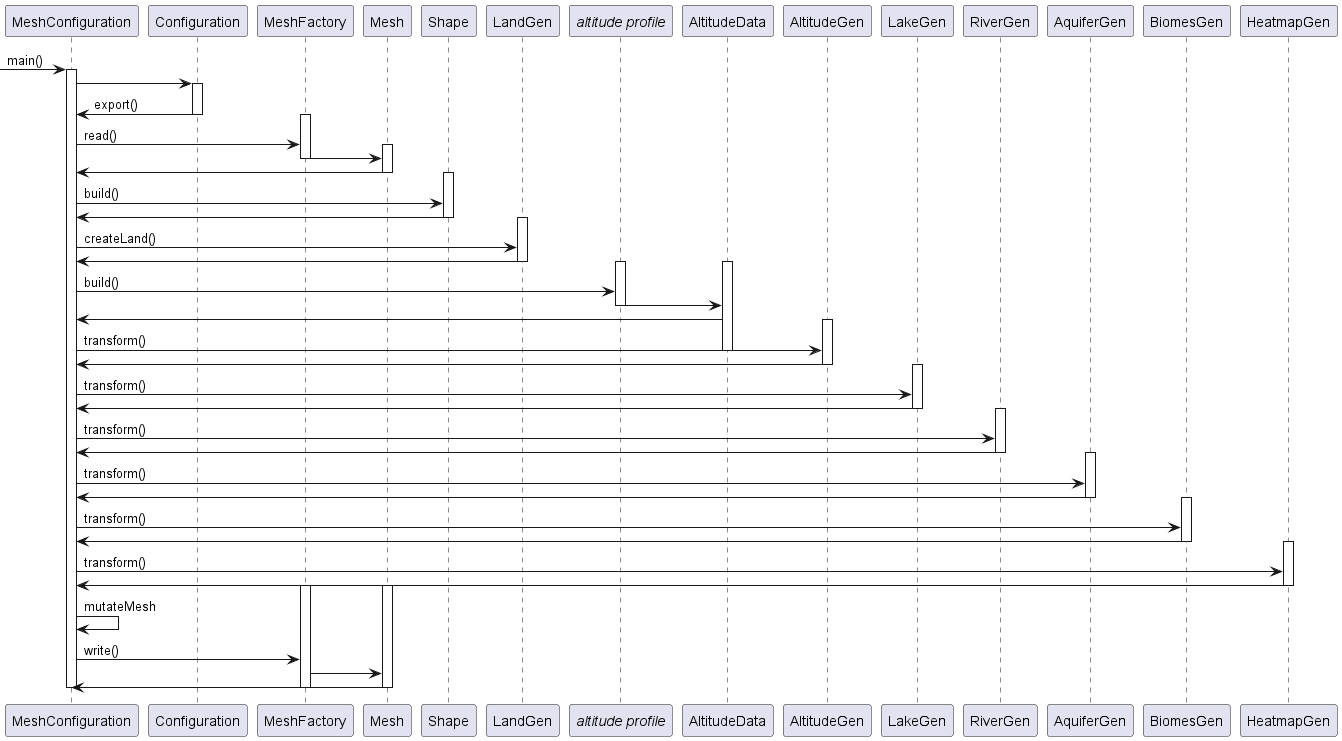 MeshConfiguration Configuration MeshFactory Mesh Shape LandGen altitude profile AltitudeData AltitudeGen LakeGen RiverGen AquiferGen BiomesGen HeatmapGen
main()
export()
read()
build()
createLand()
build()
transform()
transform()
transform()
transform()
transform()
transform()
mutateMesh
write()
MeshConfiguration Configuration MeshFactory Mesh Shape LandGen altitude profile AltitudeData AltitudeGen LakeGen RiverGen AquiferGen BiomesGen HeatmapGen